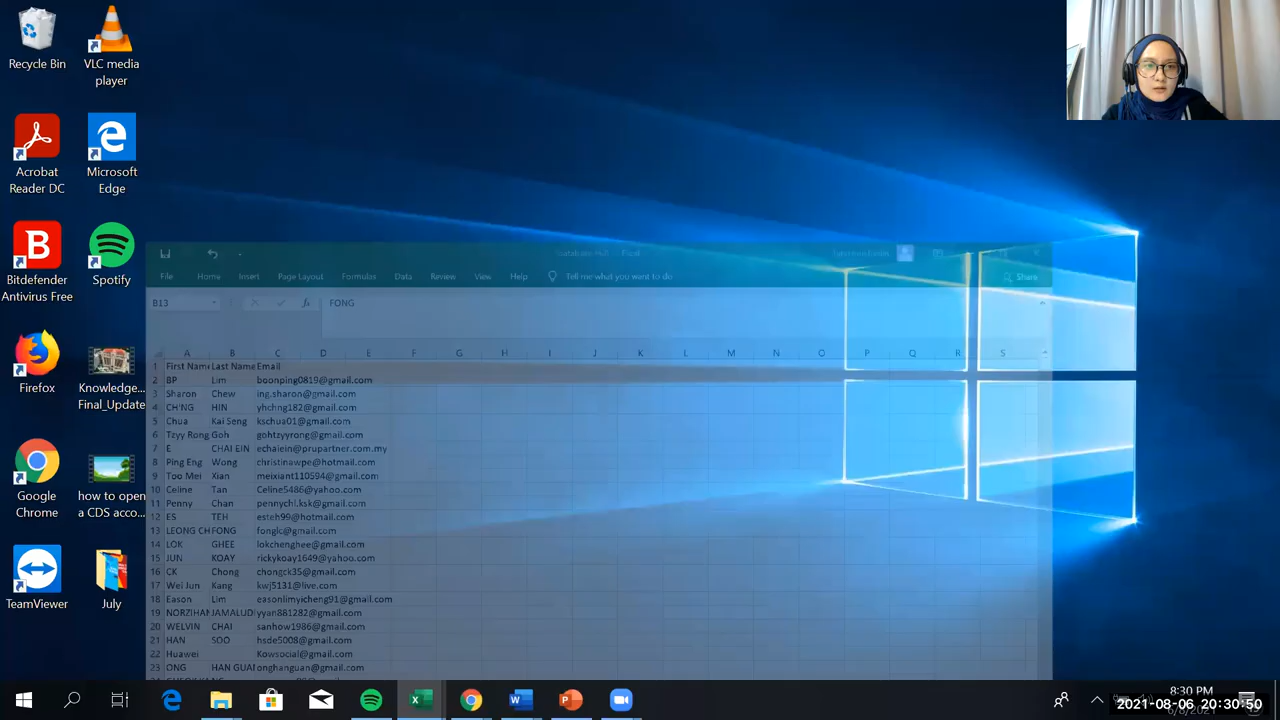 Recycle Bin
VLC media
player
Acrobat
Reader DC
Microsoft
Edge
Bitdefender
Antivirus Free
Spotify
Firefox
Knowledge...
Final_Update
Google
Chrome
how to open
a CDS acco...
TeamViewer
July
File Home Insert Page Layout Formulas Data Review View Help Tell me what you want to do Share
B13 fx FONG
A B C D E F G H I J K L M N O P Q R S
1 First Name Last Name Email
2 BP Lim boonping0819@gmail.com
3 Sharon Chew ing.sharon@gmail.com
4 CH'NG HIN yhchng182@gmail.com
5 Chua Kai Seng kschua01@gmail.com
6 Tzyy Rong Goh gohtzyyrong@gmail.com
7 E CHAI EIN echaiein@prupartner.com.my
8 Ping Eng Wong christinawpe@hotmail.com
9 Too Mei Xian meixiant110594@gmail.com
10 Celine Tan Celine5486@yahoo.com
11 Penny Chan pennychl.ksk@gmail.com
12 ES TEH esteh99@hotmail.com
13 LEONG CH FONG fonglc@gmail.com
14 LOK GHEE lokchenghee@gmail.com
15 JUN KOAY rickykoay1649@yahoo.com
16 CK Chong chongck35@gmail.com
17 Wei Jun Kang kwj5131@live.com
18 Eason Lim easonlimyicheng91@gmail.com
19 NORZIHAN JAMALUDI yyan881282@gmail.com
20 WELVIN CHAI sanhow1986@gmail.com
21 HAN SOO hsde5008@gmail.com
22 Huawei Kowsocial@gmail.com
23 ONG HAN GUAI onghanguan@gmail.com
8:30 PM
2021-08-06 20:30:50